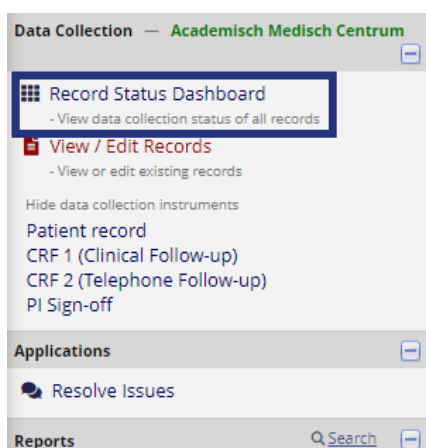 Data Collection — Academisch Medisch Centrum
Record Status Dashboard
- View data collection status of all records
View / Edit Records
- View or edit existing records
Hide data collection instruments
Patient record
CRF 1 (Clinical Follow-up)
CRF 2 (Telephone Follow-up)
PI Sign-off
Applications
Resolve Issues
Reports Search